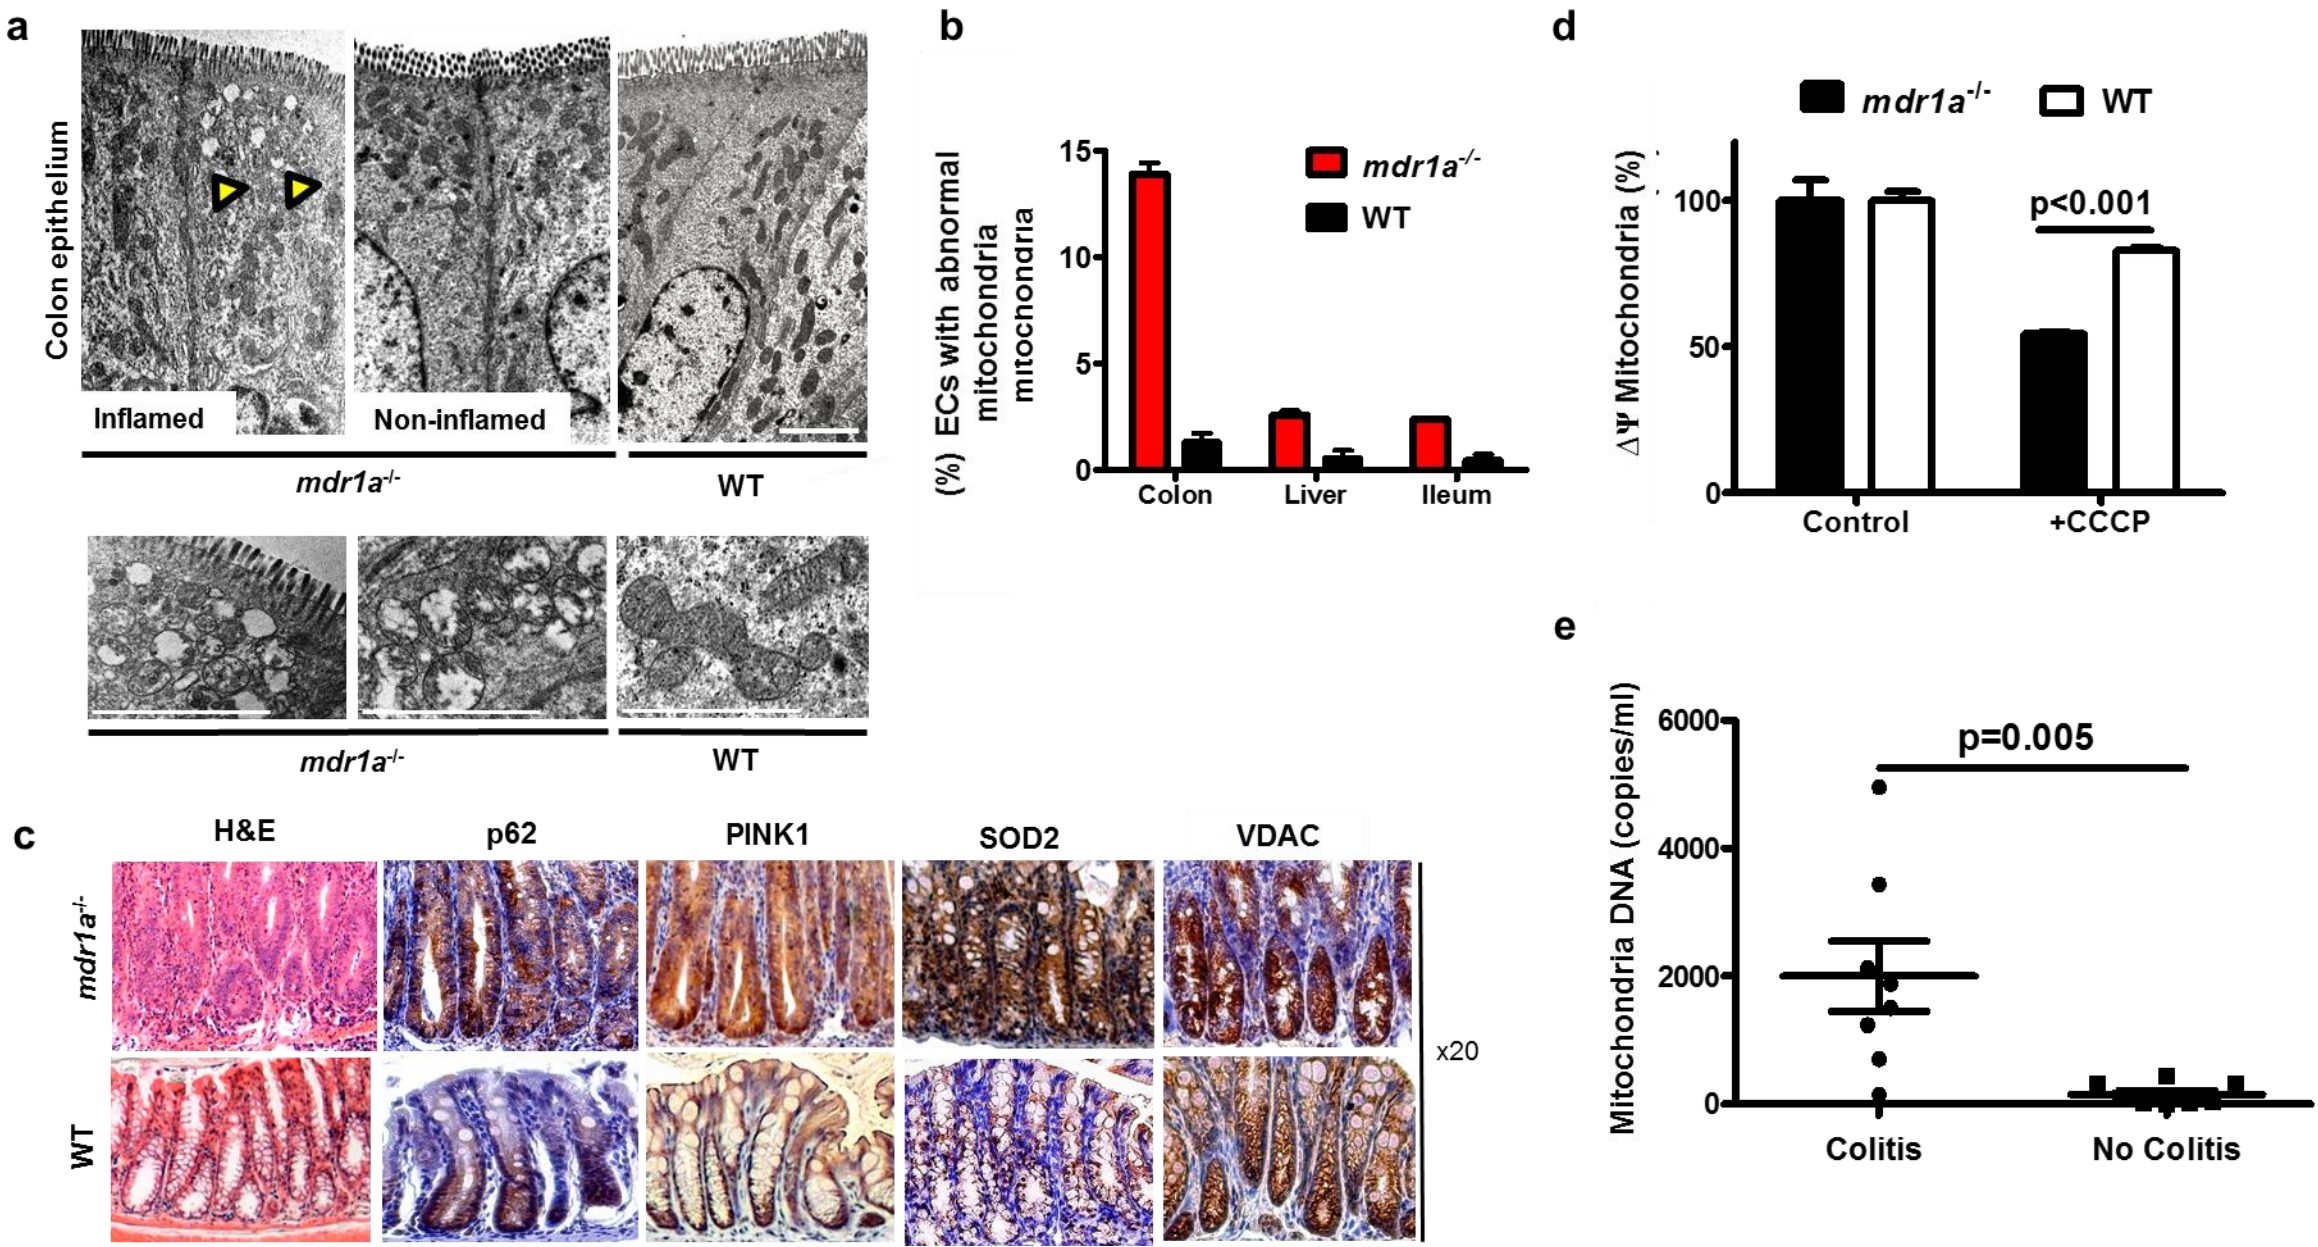 a
Colon epithelium
Inflamed
Non-inflamed
mdr1a-/-
WT
mdr1a-/-
WT
b
(%) ECs with abnormal
mitochondria
mitochondria
15
10
5
0
mdr1a-/-
WT
Colon
Liver
Ileum
c
H&E
p62
PINK1
SOD2
VDAC
mdr1a-/-
WT
x20
d
mdr1a-/-
WT
ΔΨ Mitochondria (%)
100
50
0
p<0.001
Control
+CCCP
e
Mitochondria DNA (copies/ml)
6000
4000
2000
0
p=0.005
Colitis
No Colitis